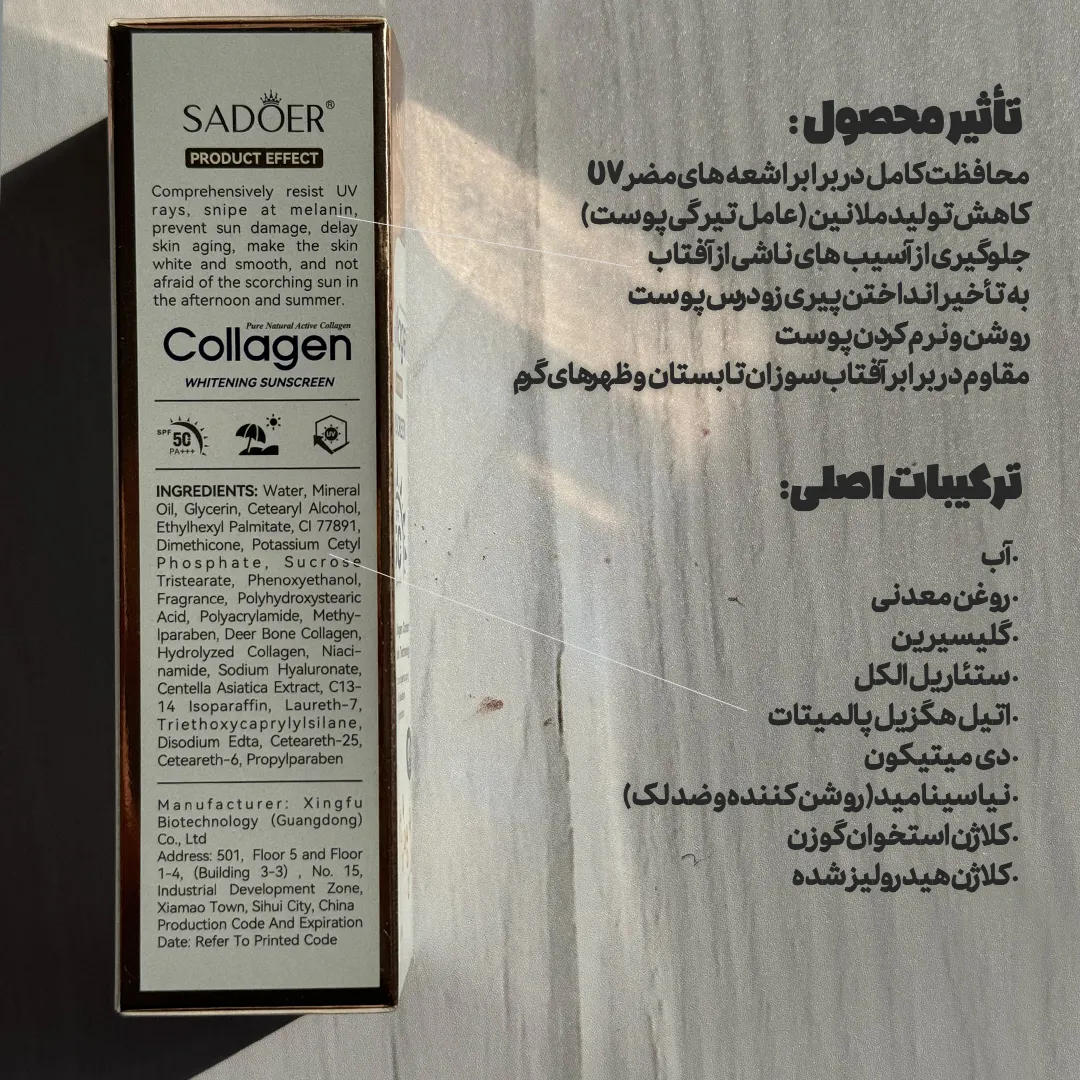 SADOER®
PRODUCT EFFECT
Comprehensively resist UV
rays, snipe at melanin,
prevent sun damage, delay
skin aging, make the skin
white and smooth, and not
afraid of the scorching sun in
the afternoon and summer.
Pure Natural Active Collagen
Collagen
WHITENING SUNSCREEN
SPF 50
PA+++
UV
INGREDIENTS: Water, Mineral
Oil, Glycerin, Cetearyl Alcohol,
Ethylhexyl Palmitate, CI 77891,
Dimethicone, Potassium Cetyl
Phosphate, Sucrose
Tristearate, Phenoxyethanol,
Fragrance, Polyhydroxystearic
Acid, Polyacrylamide, Methy-
lparaben, Deer Bone Collagen,
Hydrolyzed Collagen, Niaci-
namide, Sodium Hyaluronate,
Centella Asiatica Extract, C13-
14 Isoparaffin, Laureth-7,
Triethoxycaprylylsilane,
Disodium Edta, Ceteareth-25,
Ceteareth-6, Propylparaben
Manufacturer: Xingfu
Biotechnology (Guangdong)
Co., Ltd
Address: 501, Floor 5 and Floor
1-4, (Building 3-3) , No. 15,
Industrial Development Zone,
Xiamao Town, Sihui City, China
Production Code And Expiration
Date: Refer To Printed Code
تأثیر محصول :
محافظت کامل در برابر اشعه های مضر UV
کاهش تولید ملانین (عامل تیرگی پوست)
جلوگیری از آسیب های ناشی از آفتاب
به تأخیر انداختن پیری زودرس پوست
روشن و نرم کردن پوست
مقاوم در برابر آفتاب سوزان تابستان و ظهرهای گرم
ترکیبات اصلی:
·آب
·روغن معدنی
·گلیسیرین
·ستئاریل الکل
·اتیل هگزیل پالمیتات
·دی میتیکون
·نیاسینامید (روشن کننده و ضد لک)
·کلاژن استخوان گوزن
·کلاژن هیدرولیز شده